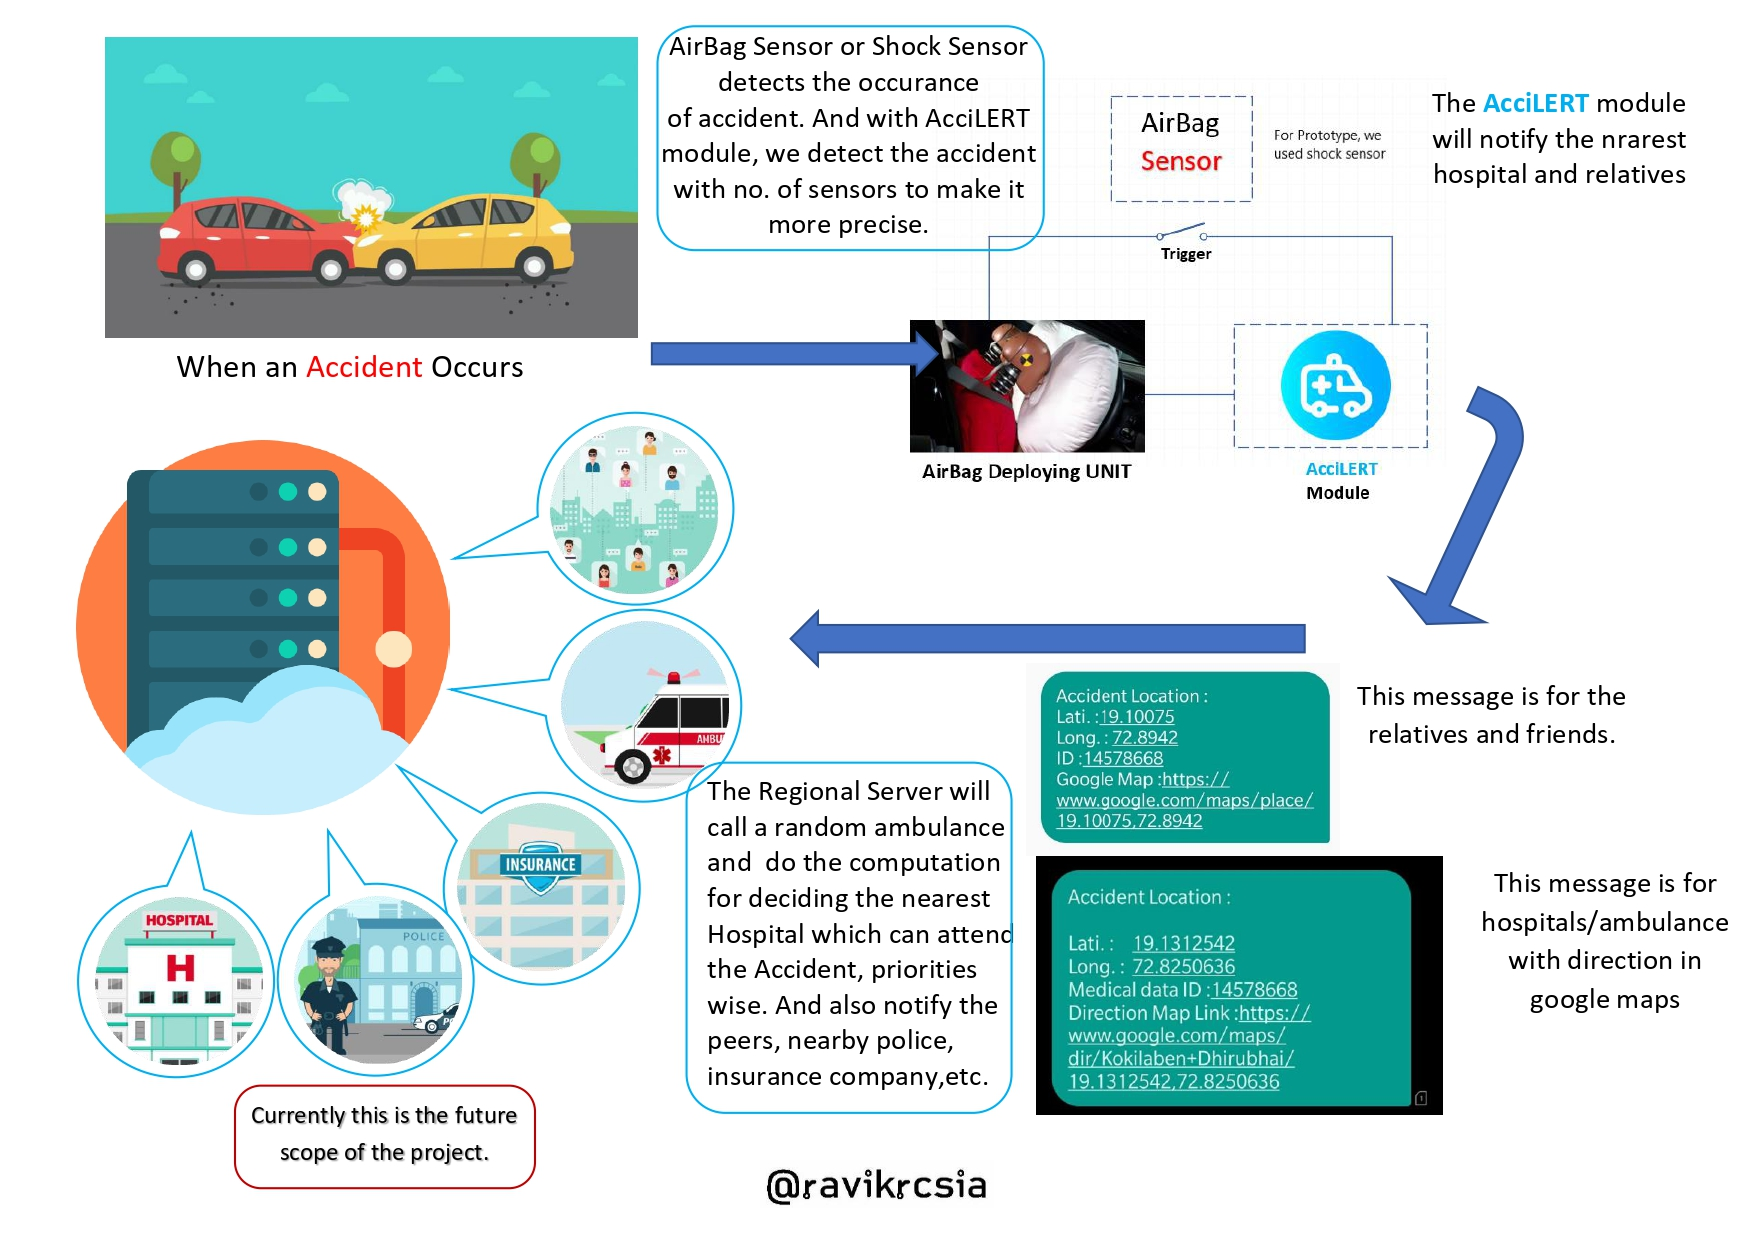 AirBag Sensor or Shock Sensor
detects the occurance
of accident. And with AcciLERT
module, we detect the accident
with no. of sensors to make it
more precise.
AirBag
Sensor
For Prototype, we
used shock sensor
The AcciLERT module
will notify the nrarest
hospital and relatives
Trigger
When an Accident Occurs
AirBag Deploying UNIT
AcciLERT
Module
Accident Location :
Lati. :19.10075
Long. : 72.8942
ID :14578668
Google Map :https://
www.google.com/maps/place/
19.10075,72.8942
This message is for the
relatives and friends.
AMBU
The Regional Server will
call a random ambulance
and  do the computation
for deciding the nearest
Hospital which can attend
the Accident, priorities
wise. And also notify the
peers, nearby police,
insurance company,etc.
INSURANCE
HOSPITAL
H
POLICE
PO
Accident Location :
Lati. : 19.1312542
Long. : 72.8250636
Medical data ID :14578668
Direction Map Link :https://
www.google.com/maps/
dir/Kokilaben+Dhirubhai/
19.1312542,72.8250636
This message is for
hospitals/ambulance
with direction in
google maps
Currently this is the future
scope of the project.
@ravikrcsia